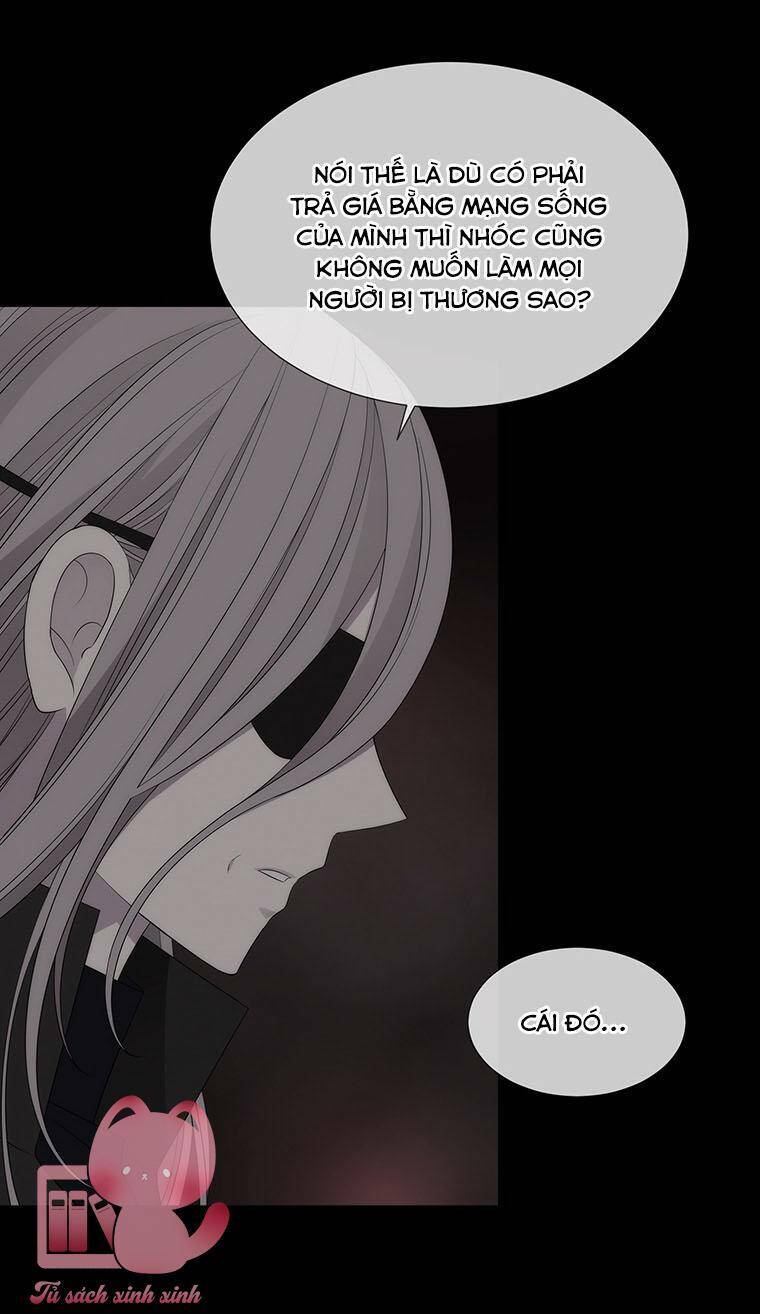 NÓI THẾ LÀ DÙ CÓ PHẢI
TRẢ GIÁ BẰNG MẠNG SỐNG
CỦA MÌNH THÌ NHÓC CŨNG
KHÔNG MUỐN LÀM MỌI
NGƯỜI BỊ THƯƠNG SAO?
CÁI ĐÓ...
Tủ sách xinh xinh